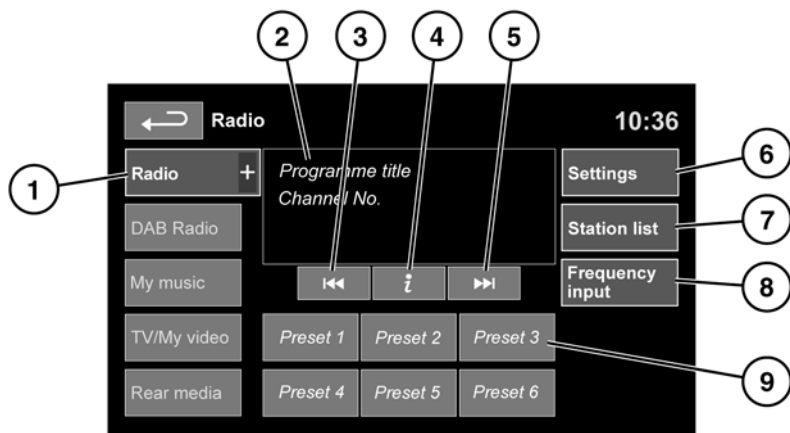 2
3
4
5
Radio
10:36
1
Radio +
Programme title
Channel No.
Settings
6
DAB Radio
Station list
7
My music
i
Frequency
input
8
TV/My video
Preset 1
Preset 2
Preset 3
9
Rear media
Preset 4
Preset 5
Preset 6